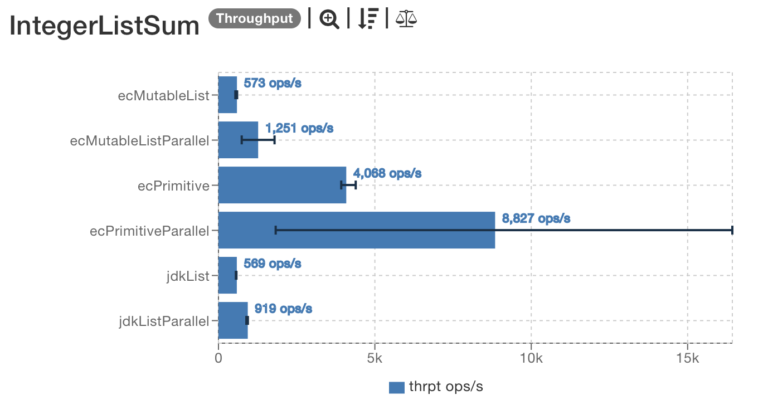 IntegerListSum Throughput
573 ops/s
ecMutableList
1,251 ops/s
ecMutableListParallel
4,068 ops/s
ecPrimitive
8,827 ops/s
ecPrimitiveParallel
569 ops/s
jdkList
919 ops/s
jdkListParallel
0 5k 10k 15k
thrpt ops/s